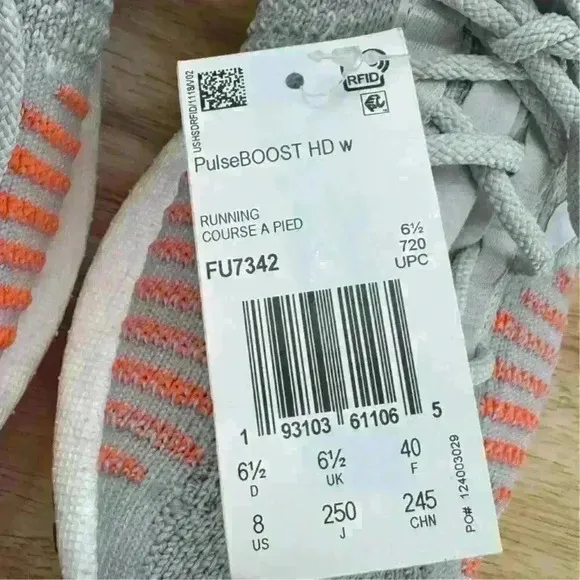 USHSDRFID/1118/V02
RFID
PulseBOOST HD w
RUNNING
COURSE A PIED
FU7342
6½
720
UPC
1 93103 61106 5
6½ 6½ 40
D UK F
8 250 245
US J CHN
PO# 124003029